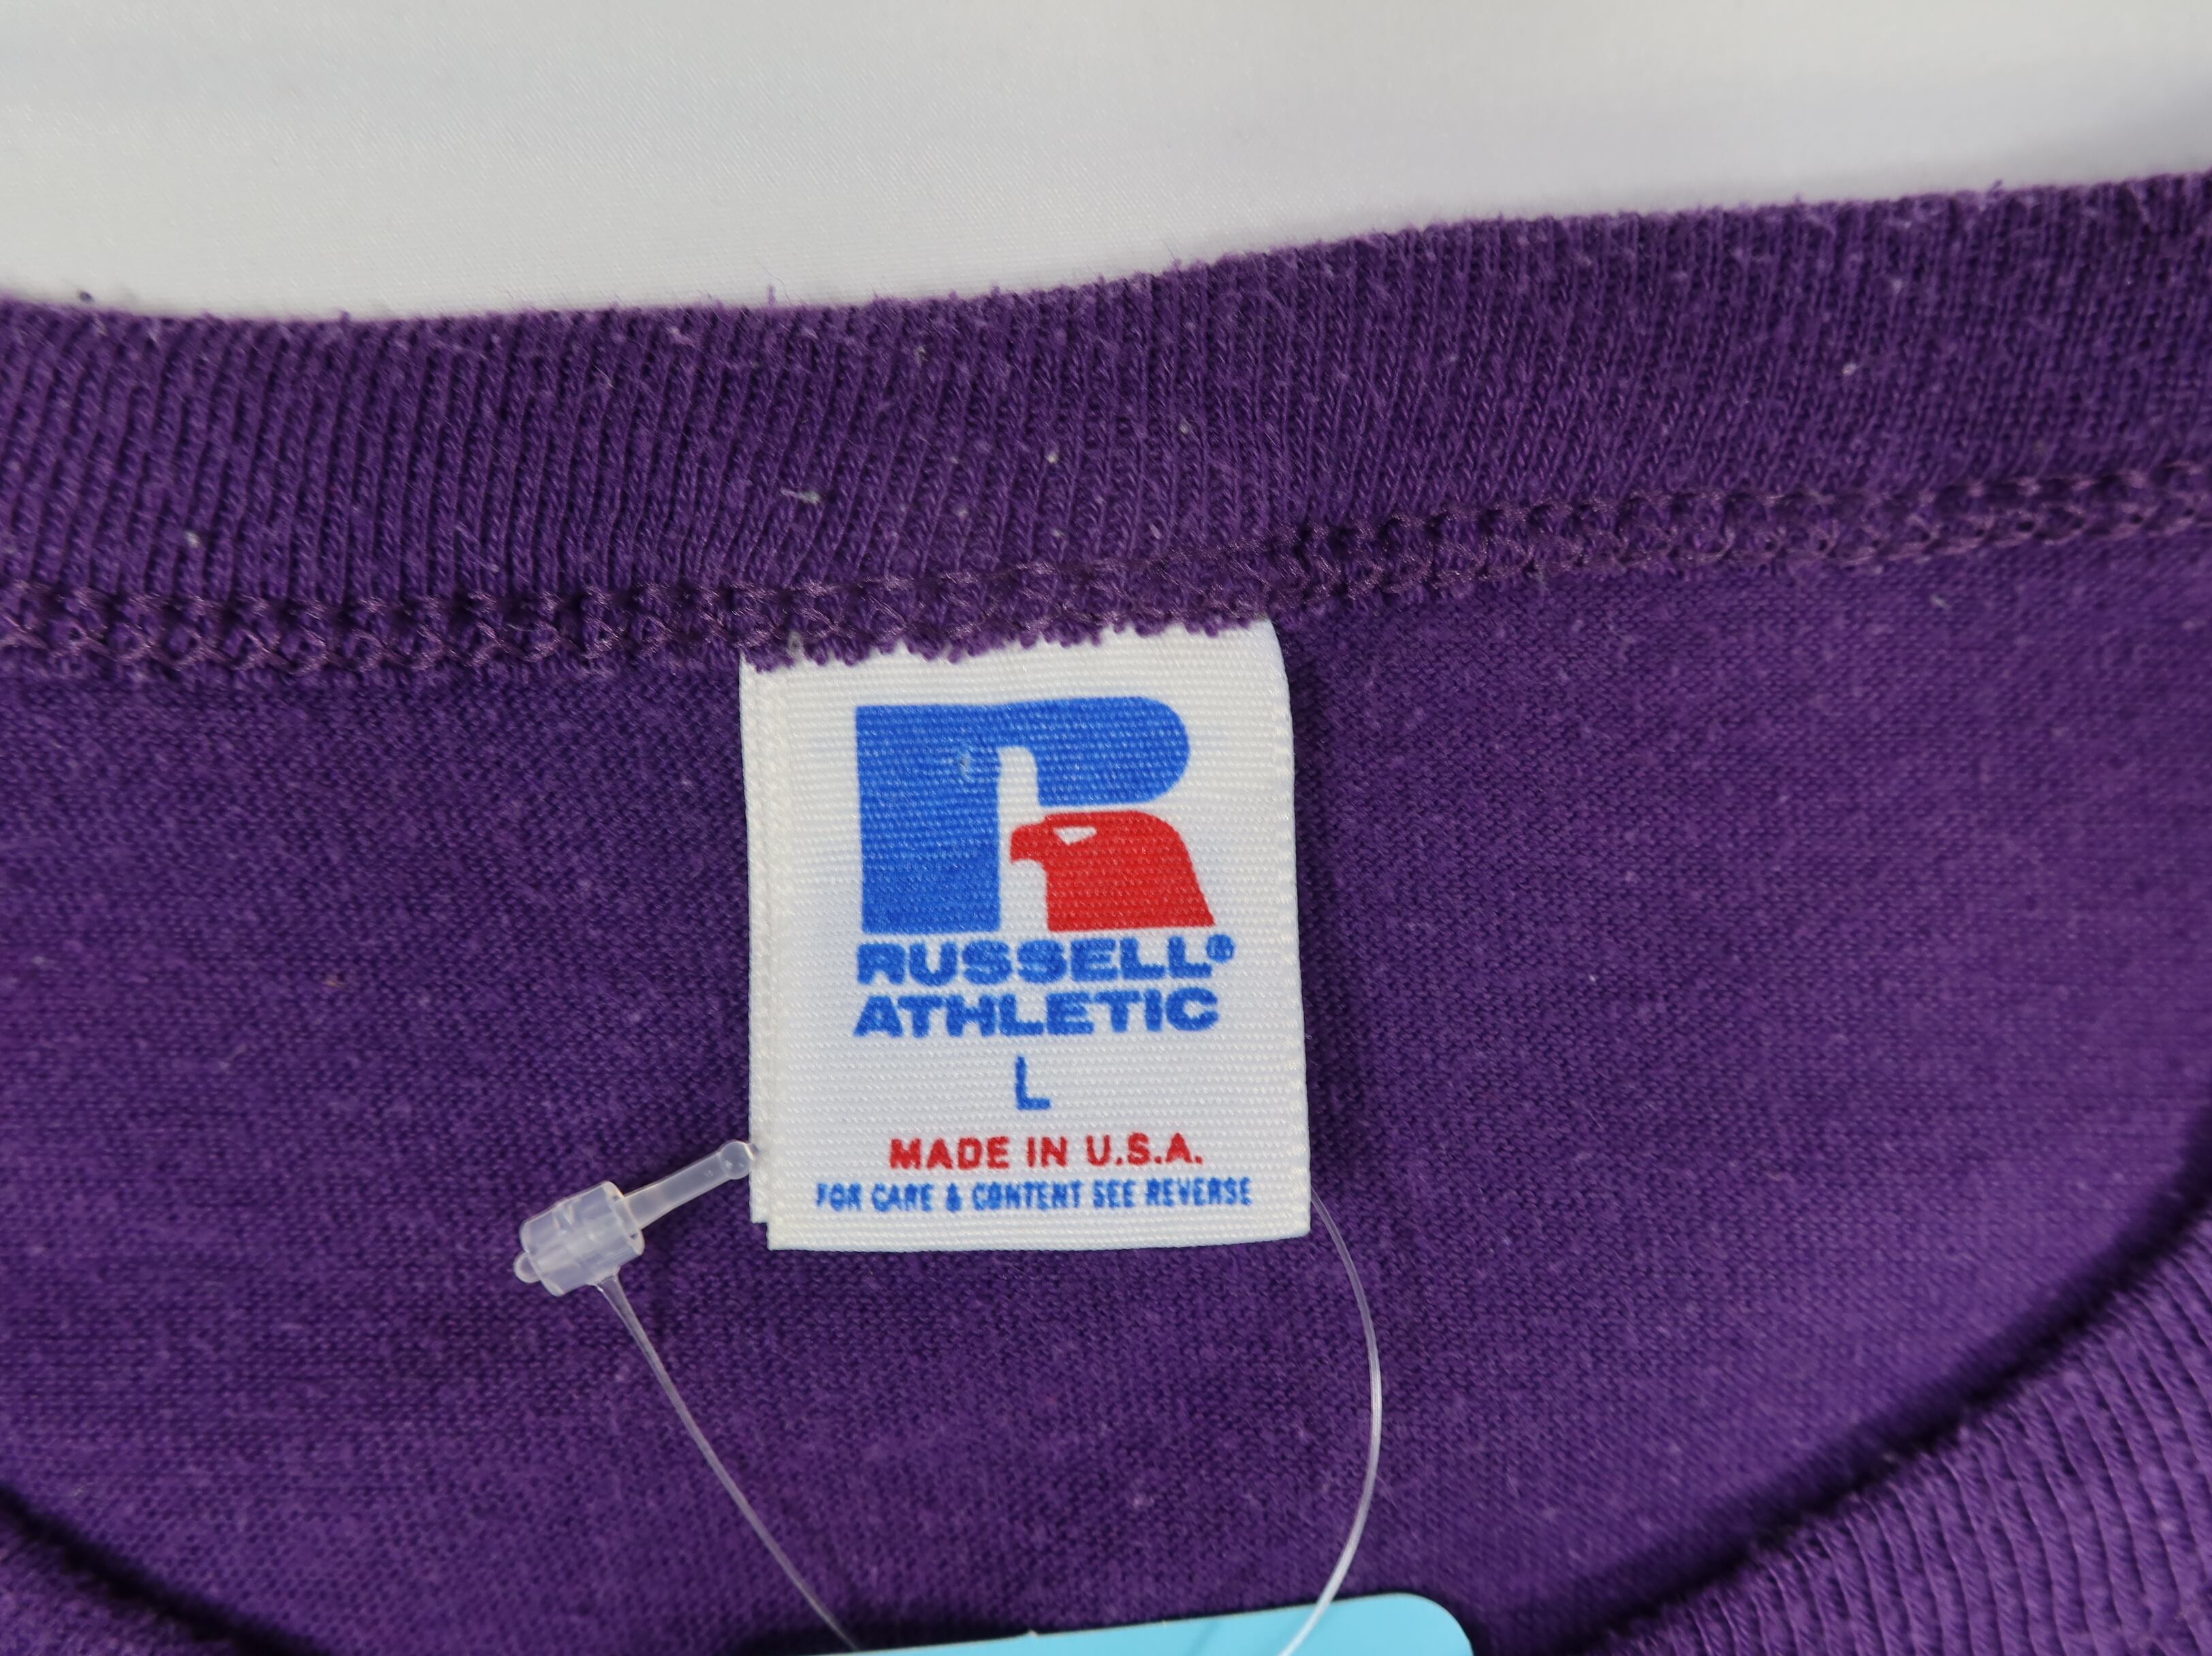 RUSSELL®
ATHLETIC
L
MADE IN U.S.A.
FOR CARE & CONTENT SEE REVERSE